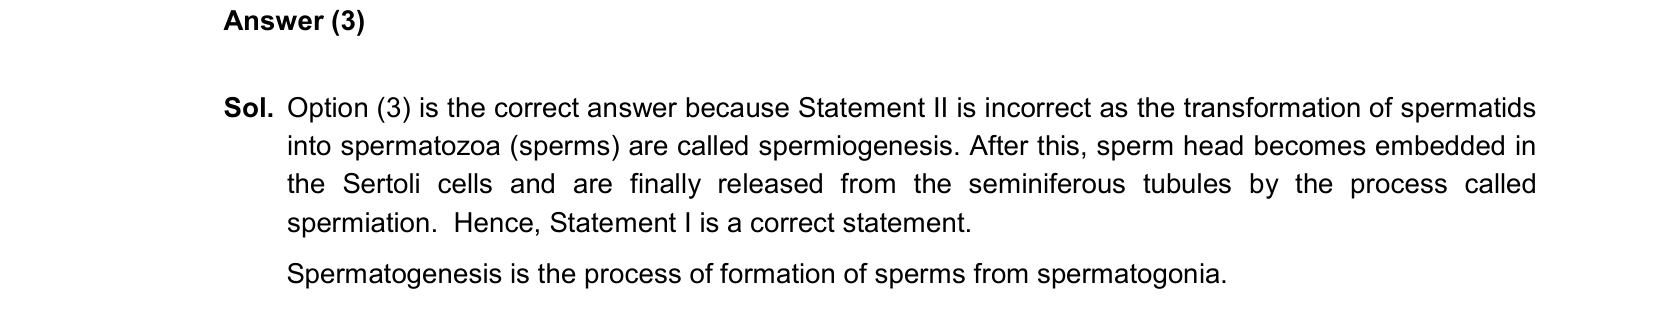 Answer (3)
Sol. Option (3) is the correct answer because Statement II is incorrect as the transformation of spermatids
into spermatozoa (sperms) are called spermiogenesis. After this, sperm head becomes embedded in
the Sertoli cells and are finally released from the seminiferous tubules by the process called
spermiation. Hence, Statement I is a correct statement.
Spermatogenesis is the process of formation of sperms from spermatogonia.